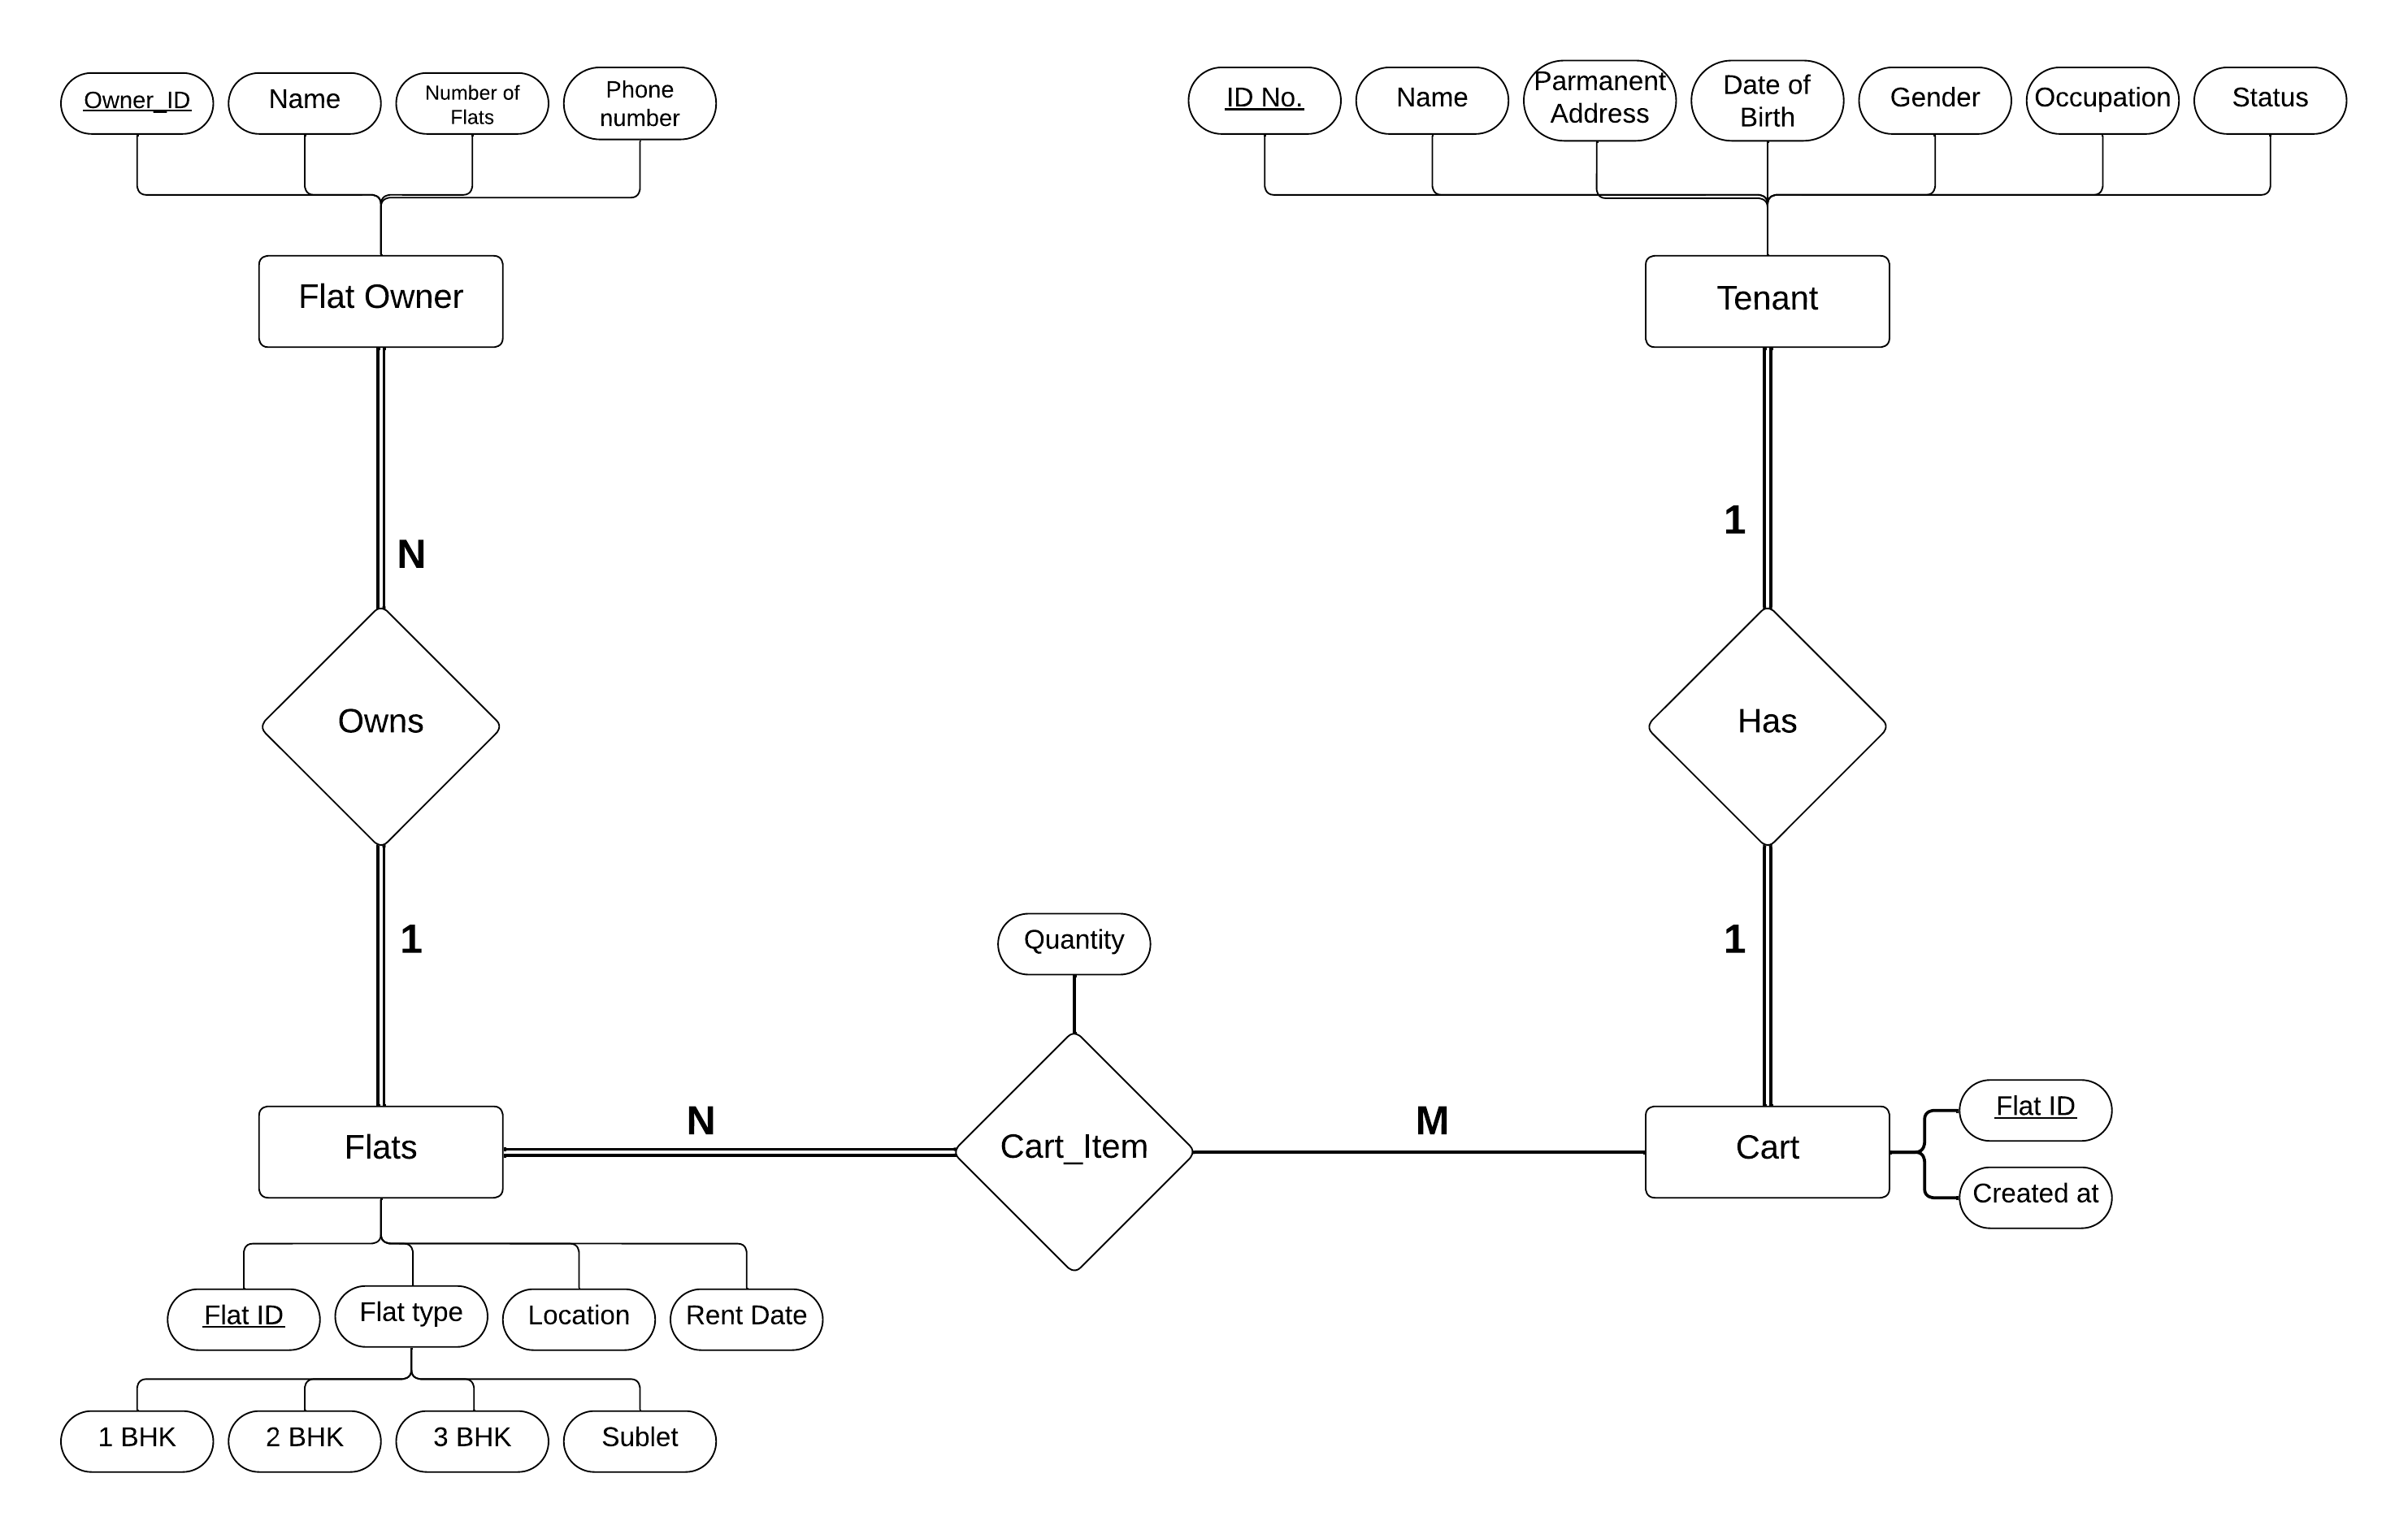 Owner_ID
Name
Number of
Flats
Phone
number
ID No.
Name
Parmanent
Address
Date of
Birth
Gender
Occupation
Status
Flat Owner
Tenant
N
1
Owns
Has
1
1
Quantity
Flats
N
Cart_Item
M
Cart
Flat ID
Created at
Flat ID
Flat type
Location
Rent Date
1 BHK
2 BHK
3 BHK
Sublet